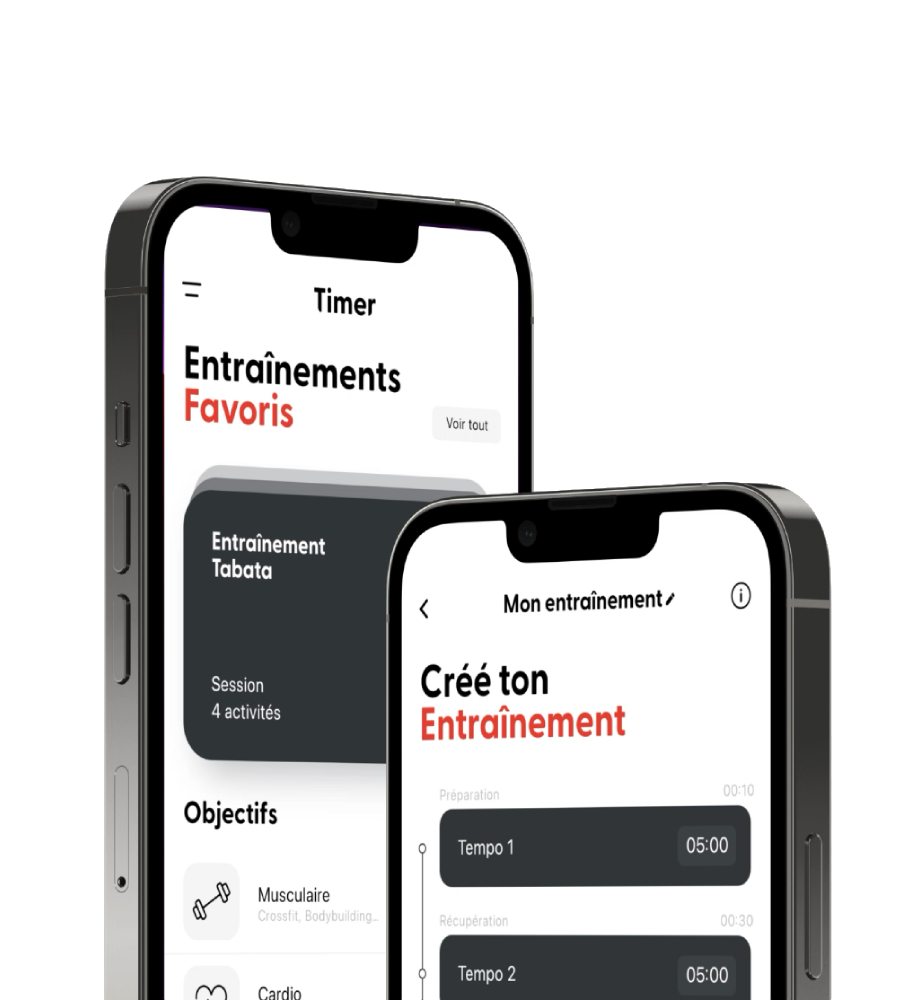 Timer
Entraînements
Favoris
Voir tout
Entraînement
Tabata
Session
4 activités
Objectifs
Musculaire
Crossfit, Bodybuilding...
Cardio
Mon entraînement
Créé ton
Entraînement
Préparation
00:10
Tempo 1
05:00
Récupération
00:30
Tempo 2
05:00